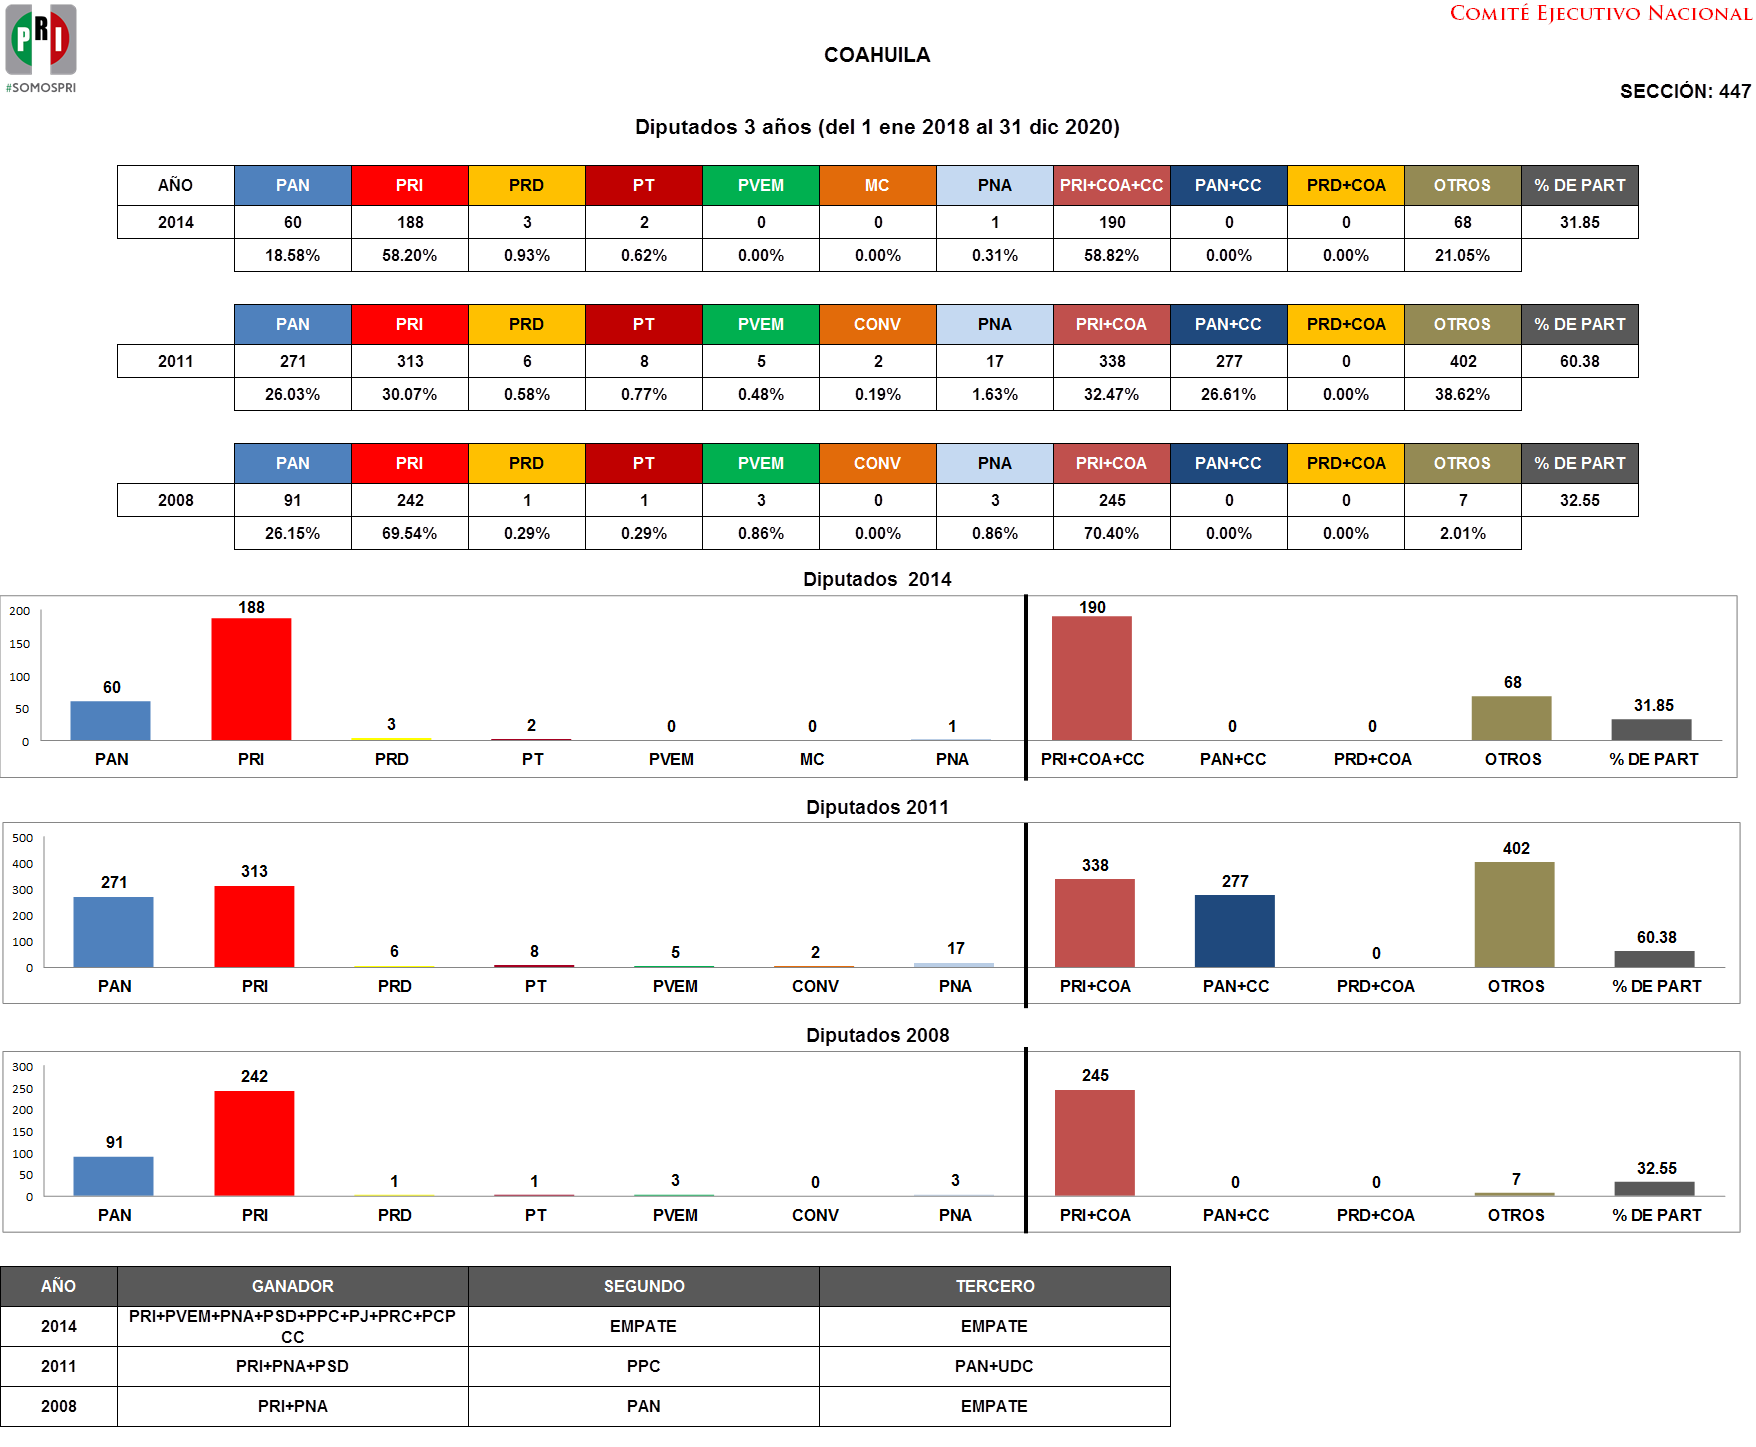 PRI
#SOMOSPRI
COMITÉ EJECUTIVO NACIONAL
COAHUILA
SECCIÓN: 447
Diputados 3 años (del 1 ene 2018 al 31 dic 2020)
AÑO PAN PRI PRD PT PVEM MC PNA PRI+COA+CC PAN+CC PRD+COA OTROS % DE PART
2014 60 188 3 2 0 0 1 190 0 0 68 31.85
18.58% 58.20% 0.93% 0.62% 0.00% 0.00% 0.31% 58.82% 0.00% 0.00% 21.05%
PAN PRI PRD PT PVEM CONV PNA PRI+COA PAN+CC PRD+COA OTROS % DE PART
2011 271 313 6 8 5 2 17 338 277 0 402 60.38
26.03% 30.07% 0.58% 0.77% 0.48% 0.19% 1.63% 32.47% 26.61% 0.00% 38.62%
PAN PRI PRD PT PVEM CONV PNA PRI+COA PAN+CC PRD+COA OTROS % DE PART
2008 91 242 1 1 3 0 3 245 0 0 7 32.55
26.15% 69.54% 0.29% 0.29% 0.86% 0.00% 0.86% 70.40% 0.00% 0.00% 2.01%
Diputados 2014
200
150
100
50
0
60 188 3 2 0 0 1 190 0 0 68 31.85
PAN PRI PRD PT PVEM MC PNA PRI+COA+CC PAN+CC PRD+COA OTROS % DE PART
Diputados 2011
500
400
300
200
100
0
271 313 6 8 5 2 17 338 277 0 402 60.38
PAN PRI PRD PT PVEM CONV PNA PRI+COA PAN+CC PRD+COA OTROS % DE PART
Diputados 2008
300
250
200
150
100
50
0
91 242 1 1 3 0 3 245 0 0 7 32.55
PAN PRI PRD PT PVEM CONV PNA PRI+COA PAN+CC PRD+COA OTROS % DE PART
AÑO GANADOR SEGUNDO TERCERO
2014 PRI+PVEM+PNA+PSD+PPC+PJ+PRC+PCP CC EMPATE EMPATE
2011 PRI+PNA+PSD PPC PAN+UDC
2008 PRI+PNA PAN EMPATE